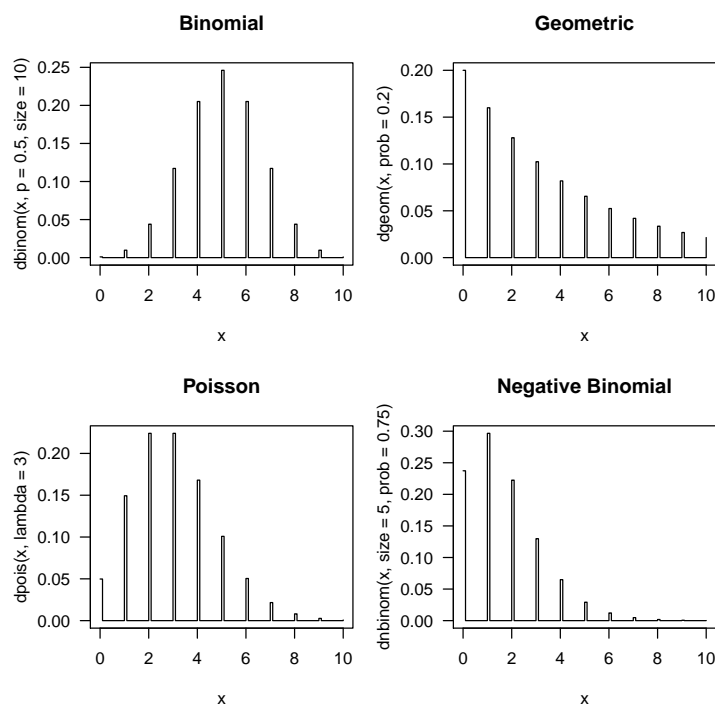 Binomial
dbinom(x, p = 0.5, size = 10)
0.25
0.20
0.15
0.10
0.05
0.00
0 2 4 6 8 10
x
Geometric
dgeom(x, prob = 0.2)
0.20
0.15
0.10
0.05
0.00
0 2 4 6 8 10
x
Poisson
dpois(x, lambda = 3)
0.20
0.15
0.10
0.05
0.00
0 2 4 6 8 10
x
Negative Binomial
dnbinom(x, size = 5, prob = 0.75)
0.30
0.25
0.20
0.15
0.10
0.05
0.00
0 2 4 6 8 10
x